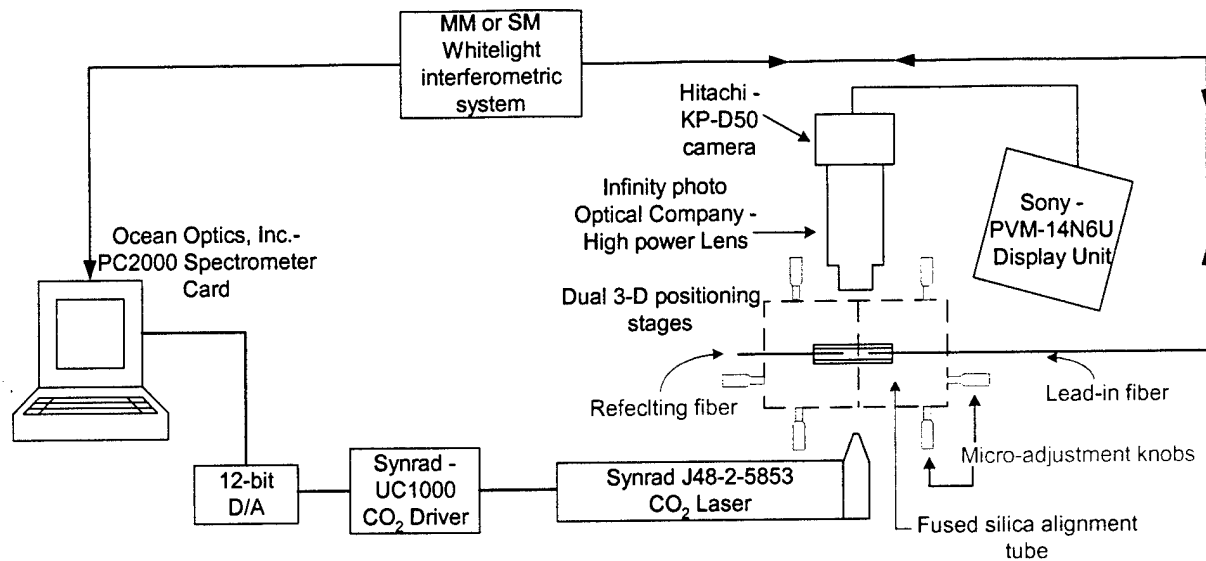 MM or SM
Whitelight
interferometric
system
Hitachi -
KP-D50
camera
Infinity photo
Optical Company -
High power Lens
Sony -
PVM-14N6U
Display Unit
Ocean Optics, Inc.-
PC2000 Spectrometer
Card
Dual 3-D positioning
stages
Refeclting fiber
Lead-in fiber
Micro-adjustment knobs
12-bit
D/A
Synrad -
UC1000
CO₂ Driver
Synrad J48-2-5853
CO₂ Laser
Fused silica alignment
tube